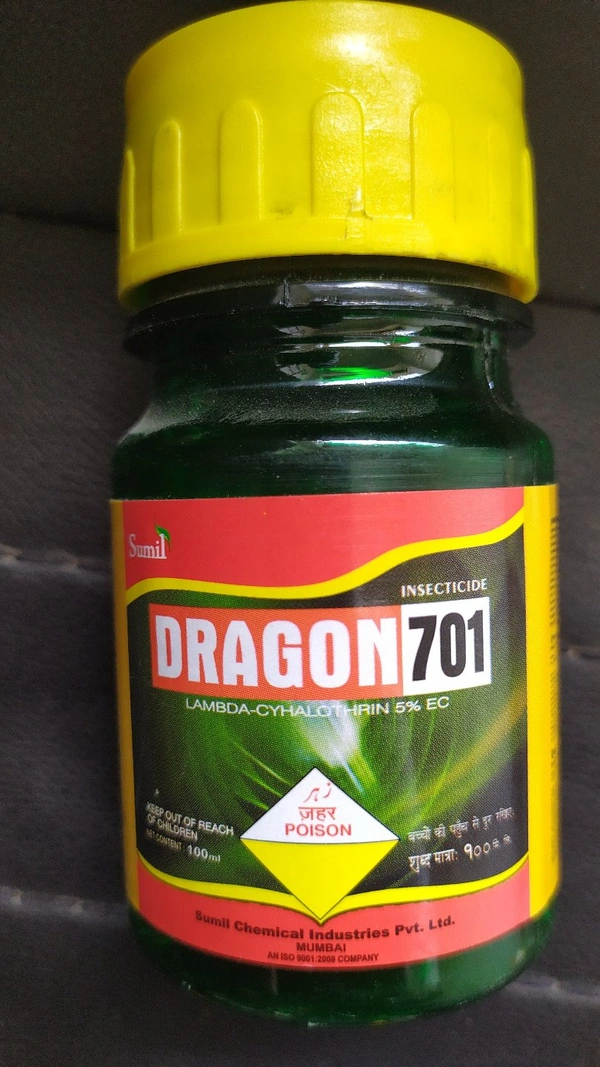 Sumil
INSECTICIDE
DRAGON 701
LAMBDA-CYHALOTHRIN 5% EC
زہر
ज़हर
POISON
KEEP OUT OF REACH
OF CHILDREN
NET CONTENT 100ml
बच्चों की पहुँच से दूर रखिए
शुध्द मात्रा: १०० मि. लि.
Sumil Chemical Industries Pvt. Ltd.
MUMBAI
AN ISO 9001:2008 COMPANY